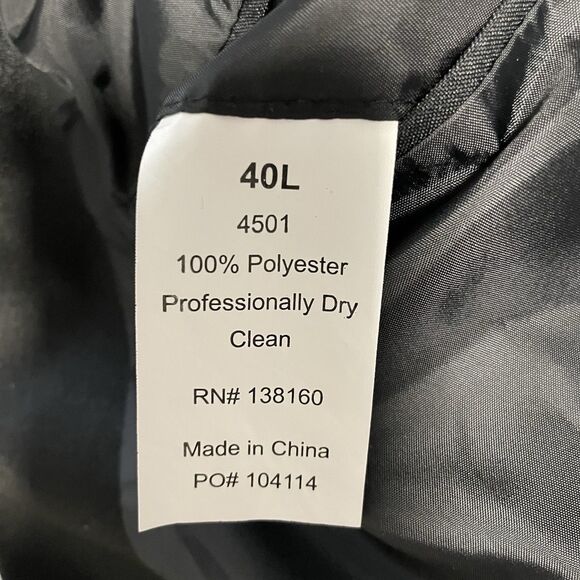 40L
4501
100% Polyester
Professionally Dry
Clean
RN# 138160
Made in China
PO# 104114